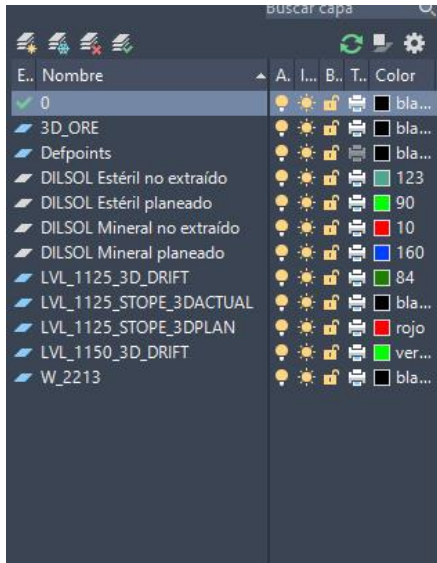 Buscar capa
E.. Nombre A. I... B.. T.. Color
0 bla...
3D_ORE bla...
Defpoints bla...
DILSOL Estéril no extraído 123
DILSOL Estéril planeado 90
DILSOL Mineral no extraído 10
DILSOL Mineral planeado 160
LVL_1125_3D_DRIFT 84
LVL_1125_STOPE_3DACTUAL bla...
LVL_1125_STOPE_3DPLAN rojo
LVL_1150_3D_DRIFT ver...
W_2213 bla...